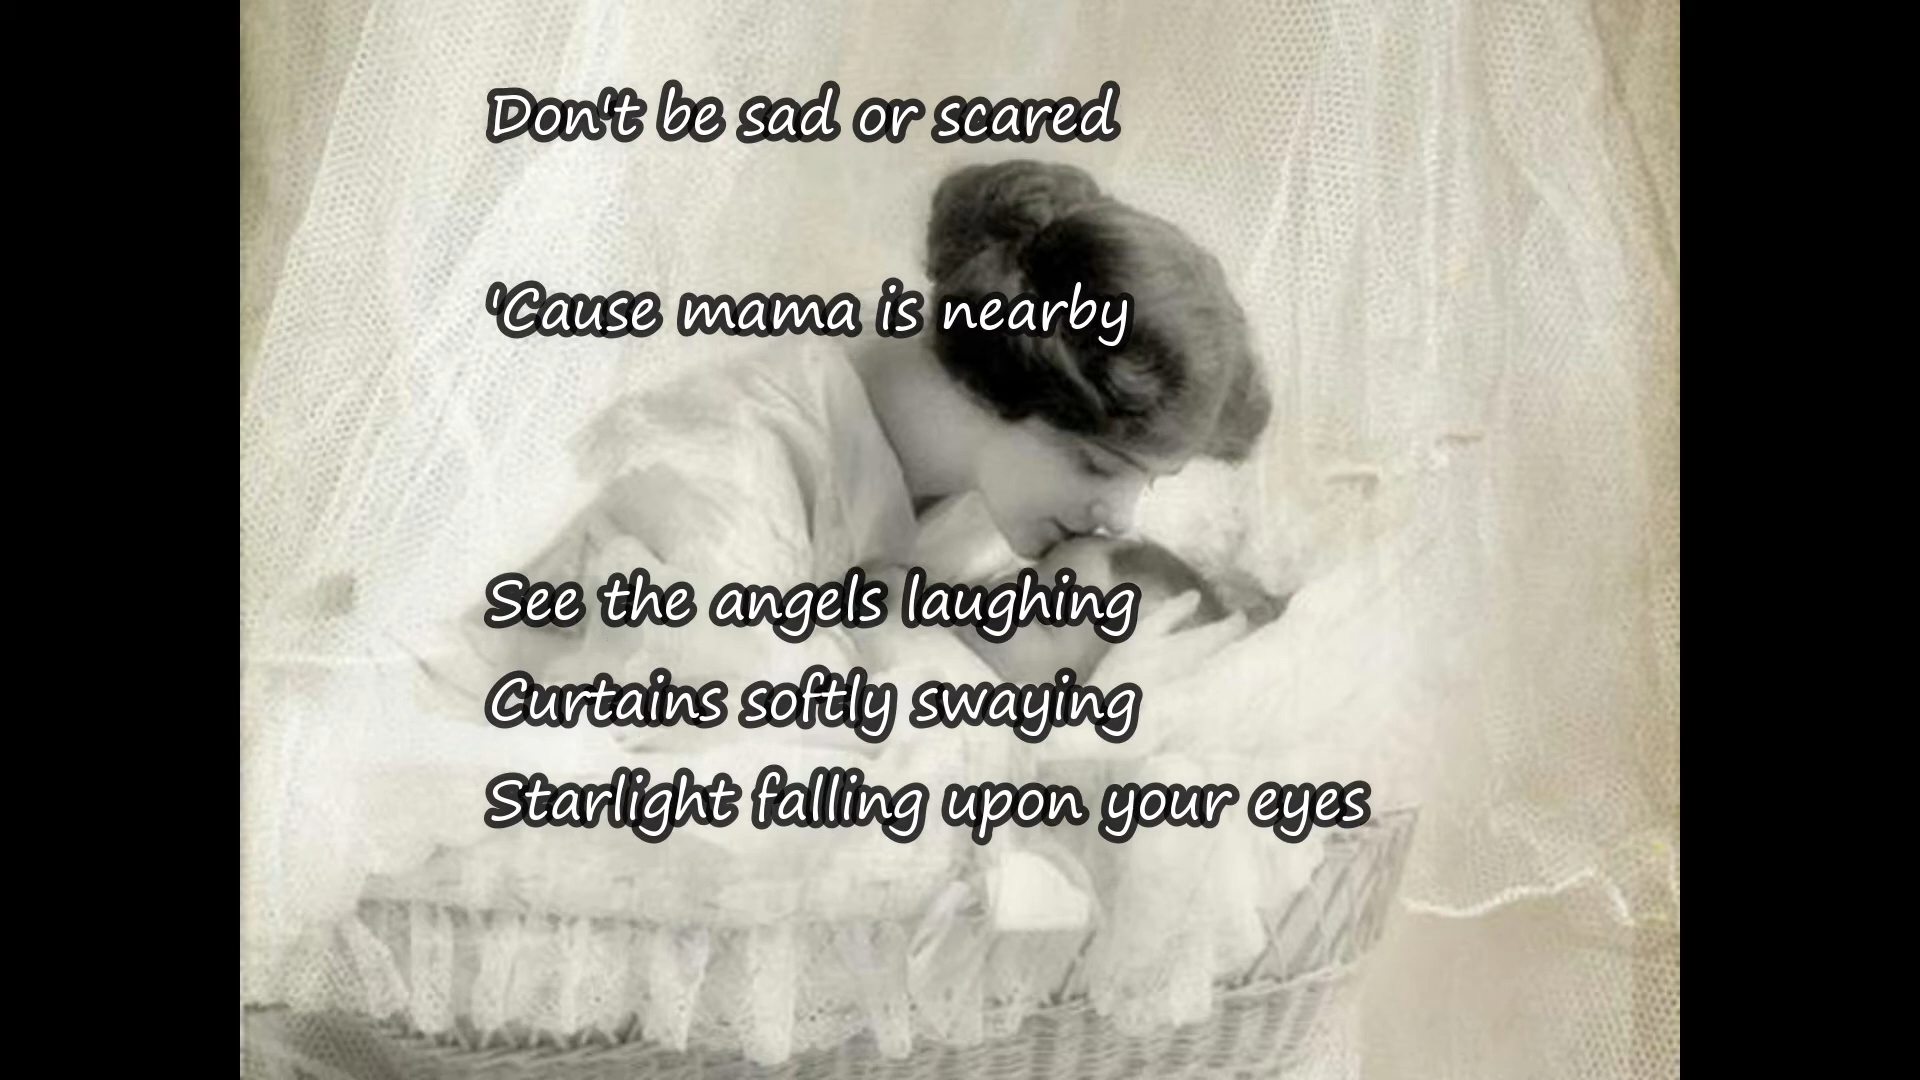 Don't be sad or scared
'Cause mama is nearby
See the angels laughing
Curtains softly swaying
Starlight falling upon your eyes